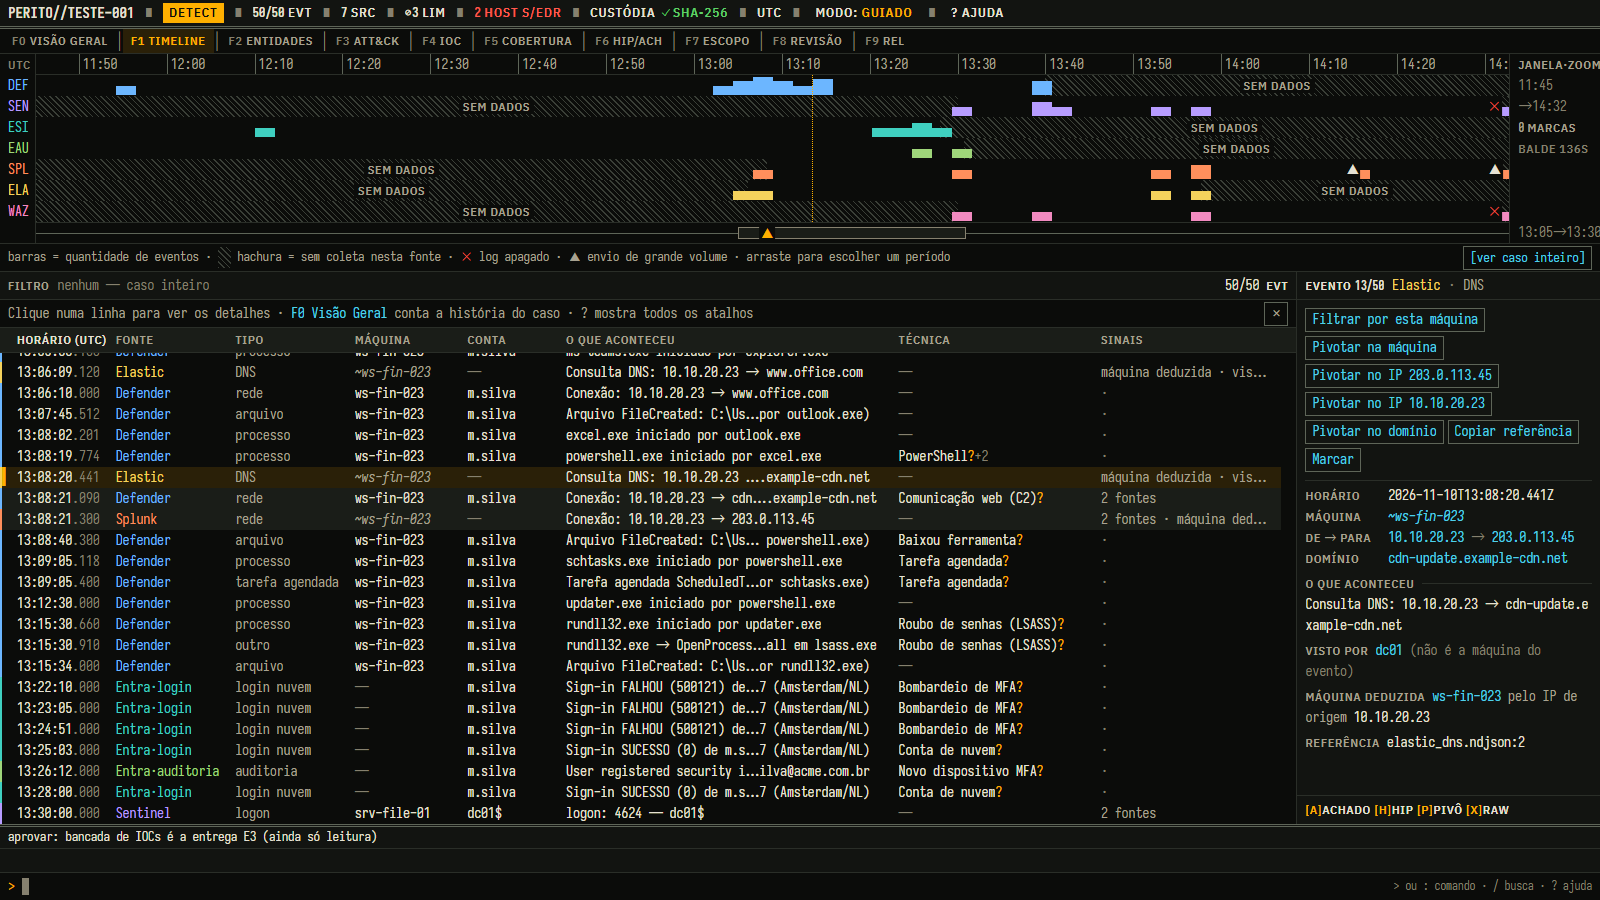 PERITO//TESTE-001 DETECT 50/50 EVT 7 SRC ⊘3 LIM 2 HOST S/EDR CUSTÓDIA ✓SHA-256 UTC MODO: GUIADO ? AJUDA
F0 VISÃO GERAL F1 TIMELINE F2 ENTIDADES F3 ATT&CK F4 IOC F5 COBERTURA F6 HIP/ACH F7 ESCOPO F8 REVISÃO F9 REL
UTC 11:50 12:00 12:10 12:20 12:30 12:40 12:50 13:00 13:10 13:20 13:30 13:40 13:50 14:00 14:10 14:20 14: JANELA·ZOOM
DEF SEM DADOS 11:45
SEN SEM DADOS →14:32
ESI SEM DADOS 0 MARCAS
EAU SEM DADOS BALDE 136S
SPL SEM DADOS
ELA SEM DADOS SEM DADOS
WAZ SEM DADOS
13:05→13:30
barras = quantidade de eventos · hachura = sem coleta nesta fonte · × log apagado · ▲ envio de grande volume · arraste para escolher um período [ver caso inteiro]
FILTRO nenhum — caso inteiro 50/50 EVT
Clique numa linha para ver os detalhes · F0 Visão Geral conta a história do caso · ? mostra todos os atalhos ×
HORÁRIO (UTC) FONTE TIPO MÁQUINA CONTA O QUE ACONTECEU TÉCNICA SINAIS
13:06:09.120 Elastic DNS ~ws-fin-023 — Consulta DNS: 10.10.20.23 → www.office.com — máquina deduzida · vis...
13:06:10.000 Defender rede ws-fin-023 m.silva Conexão: 10.10.20.23 → www.office.com — ·
13:07:45.512 Defender arquivo ws-fin-023 m.silva Arquivo FileCreated: C:\Us...por outlook.exe) — ·
13:08:02.201 Defender processo ws-fin-023 m.silva excel.exe iniciado por outlook.exe — ·
13:08:19.774 Defender processo ws-fin-023 m.silva powershell.exe iniciado por excel.exe PowerShell?+2 ·
13:08:20.441 Elastic DNS ~ws-fin-023 — Consulta DNS: 10.10.20.23 ....example-cdn.net — máquina deduzida · vis...
13:08:21.090 Defender rede ws-fin-023 m.silva Conexão: 10.10.20.23 → cdn....example-cdn.net Comunicação web (C2)? 2 fontes
13:08:21.300 Splunk rede ~ws-fin-023 — Conexão: 10.10.20.23 → 203.0.113.45 — 2 fontes · máquina ded...
13:08:40.300 Defender arquivo ws-fin-023 m.silva Arquivo FileCreated: C:\Us... powershell.exe) Baixou ferramenta? ·
13:09:05.118 Defender processo ws-fin-023 m.silva schtasks.exe iniciado por powershell.exe Tarefa agendada? ·
13:09:05.400 Defender tarefa agendada ws-fin-023 m.silva Tarefa agendada ScheduledT...or schtasks.exe) Tarefa agendada? ·
13:12:30.000 Defender processo ws-fin-023 m.silva updater.exe iniciado por powershell.exe — ·
13:15:30.660 Defender processo ws-fin-023 m.silva rundll32.exe iniciado por updater.exe Roubo de senhas (LSASS)? ·
13:15:30.910 Defender outro ws-fin-023 m.silva rundll32.exe → OpenProcess...all em lsass.exe Roubo de senhas (LSASS)? ·
13:15:34.000 Defender arquivo ws-fin-023 m.silva Arquivo FileCreated: C:\Us...or rundll32.exe) — ·
13:22:10.000 Entra·login login nuvem — m.silva Sign-in FALHOU (500121) de...7 (Amsterdam/NL) Bombardeio de MFA? ·
13:23:05.000 Entra·login login nuvem — m.silva Sign-in FALHOU (500121) de...7 (Amsterdam/NL) Bombardeio de MFA? ·
13:24:51.000 Entra·login login nuvem — m.silva Sign-in FALHOU (500121) de...7 (Amsterdam/NL) Bombardeio de MFA? ·
13:25:03.000 Entra·login login nuvem — m.silva Sign-in SUCESSO (0) de m.s...7 (Amsterdam/NL) Conta de nuvem? ·
13:26:12.000 Entra·auditoria auditoria — m.silva User registered security i...ilva@acme.com.br Novo dispositivo MFA? ·
13:28:00.000 Entra·login login nuvem — m.silva Sign-in SUCESSO (0) de m.s...7 (Amsterdam/NL) Conta de nuvem? ·
13:30:00.000 Sentinel logon srv-file-01 dc01$ logon: 4624 — dc01$ 2 fontes
EVENTO 13/50 Elastic · DNS
Filtrar por esta máquina
Pivotar na máquina
Pivotar no IP 203.0.113.45
Pivotar no IP 10.10.20.23
Pivotar no domínio Copiar referência
Marcar
HORÁRIO 2026-11-10T13:08:20.441Z
MÁQUINA ~ws-fin-023
DE → PARA 10.10.20.23 → 203.0.113.45
DOMÍNIO cdn-update.example-cdn.net
O QUE ACONTECEU
Consulta DNS: 10.10.20.23 → cdn-update.e
xample-cdn.net
VISTO POR dc01 (não é a máquina do
evento)
MÁQUINA DEDUZIDA ws-fin-023 pelo IP de
origem 10.10.20.23
REFERÊNCIA elastic_dns.ndjson:2
[A]ACHADO [H]HIP [P]PIVÔ [X]RAW
aprovar: bancada de IOCs é a entrega E3 (ainda só leitura)
> > ou : comando · / busca · ? ajuda